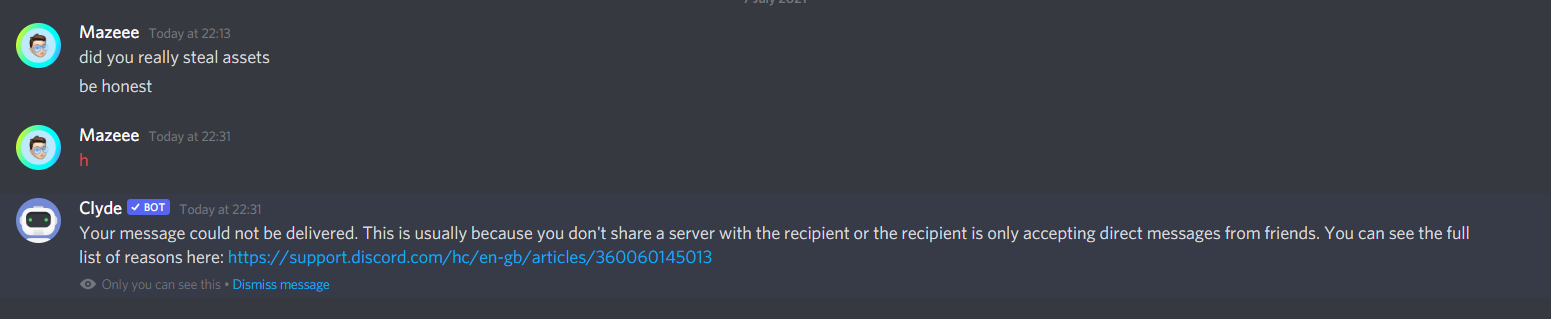 7 July 2021
Mazeee Today at 22:13
did you really steal assets
be honest
Mazeee Today at 22:31
h
Clyde BOT Today at 22:31
Your message could not be delivered. This is usually because you don't share a server with the recipient or the recipient is only accepting direct messages from friends. You can see the full
list of reasons here: https://support.discord.com/hc/en-gb/articles/360060145013
Only you can see this • Dismiss message